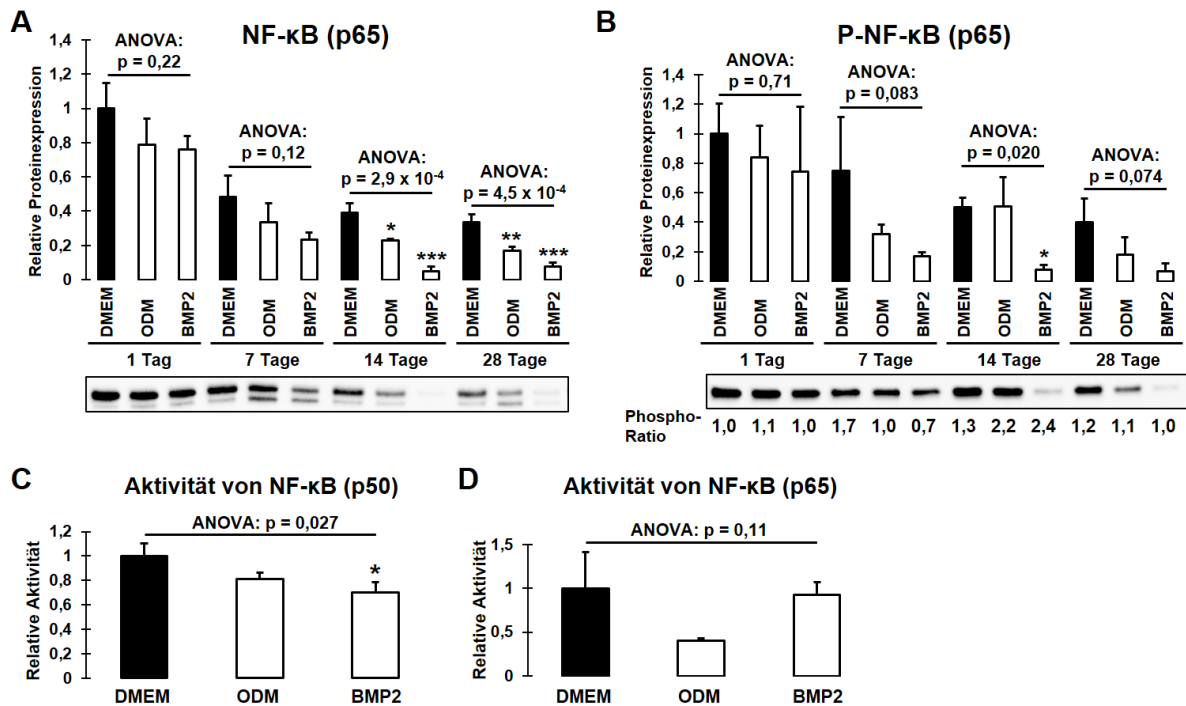 A
NF-κB (p65)
Relative Proteinexpression
1,4
1,2
1
0,8
0,6
0,4
0,2
0
ANOVA:
p = 0,22
ANOVA:
p = 0,12
ANOVA:
p = 2,9 x 10⁻⁴
ANOVA:
p = 4,5 x 10⁻⁴
*
***
**
***
DMEM ODM BMP2 DMEM ODM BMP2 DMEM ODM BMP2 DMEM ODM BMP2
1 Tag 7 Tage 14 Tage 28 Tage
B
P-NF-κB (p65)
Relative Proteinexpression
1,4
1,2
1
0,8
0,6
0,4
0,2
0
ANOVA:
p = 0,71
ANOVA:
p = 0,083
ANOVA:
p = 0,020
ANOVA:
p = 0,074
*
DMEM ODM BMP2 DMEM ODM BMP2 DMEM ODM BMP2 DMEM ODM BMP2
1 Tag 7 Tage 14 Tage 28 Tage
Phospho-
Ratio
1,0 1,1 1,0 1,7 1,0 0,7 1,3 2,2 2,4 1,2 1,1 1,0
C
Aktivität von NF-κB (p50)
Relative Aktivität
1,2
1
0,8
0,6
0,4
0,2
0
ANOVA: p = 0,027
*
DMEM ODM BMP2
D
Aktivität von NF-κB (p65)
Relative Aktivität
1,5
1
0,5
0
ANOVA: p = 0,11
DMEM ODM BMP2